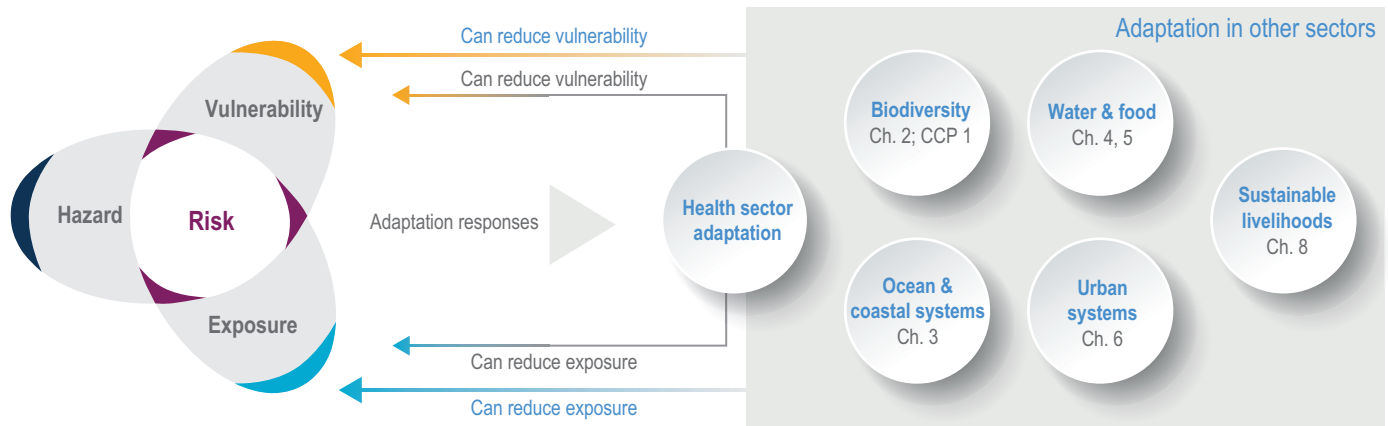 Adaptation in other sectors
Can reduce vulnerability
Can reduce vulnerability
Vulnerability
Hazard
Risk
Exposure
Adaptation responses
Health sector
adaptation
Biodiversity
Ch. 2; CCP 1
Water & food
Ch. 4, 5
Sustainable
livelihoods
Ch. 8
Ocean &
coastal systems
Ch. 3
Urban
systems
Ch. 6
Can reduce exposure
Can reduce exposure